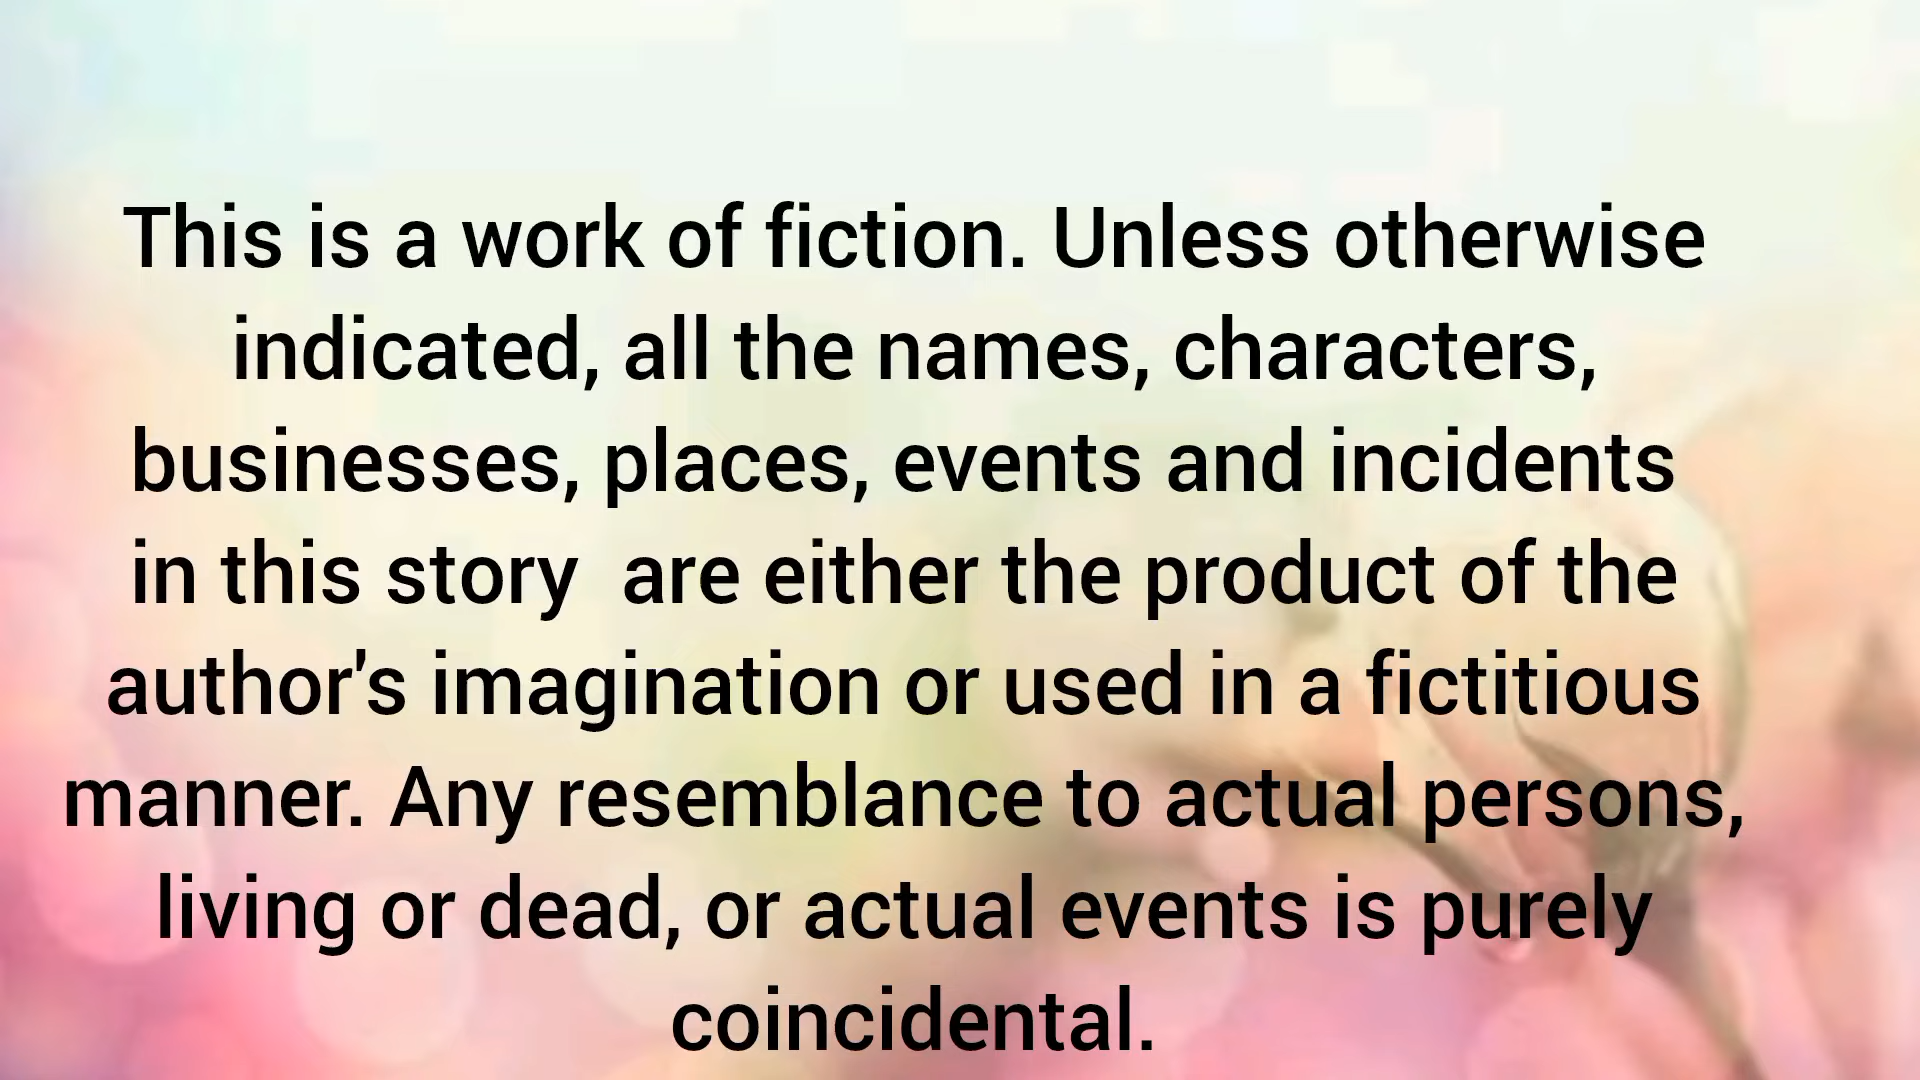 This is a work of fiction. Unless otherwise
indicated, all the names, characters,
businesses, places, events and incidents
in this story  are either the product of the
author's imagination or used in a fictitious
manner. Any resemblance to actual persons,
living or dead, or actual events is purely
coincidental.